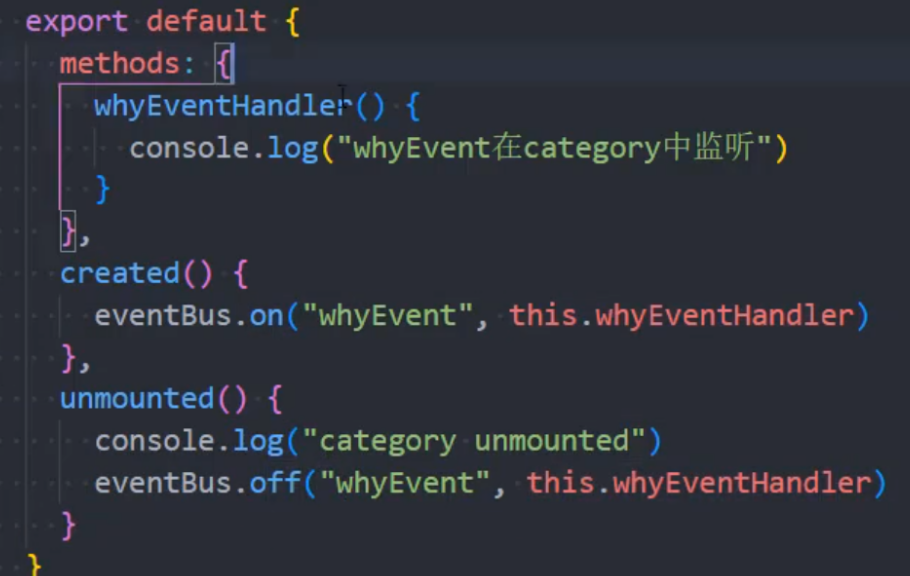 export default {
methods: {
whyEventHandler() {
console.log("whyEvent在category中监听")
}
},
created() {
eventBus.on("whyEvent", this.whyEventHandler)
},
unmounted() {
console.log("category unmounted")
eventBus.off("whyEvent", this.whyEventHandler)
}
}